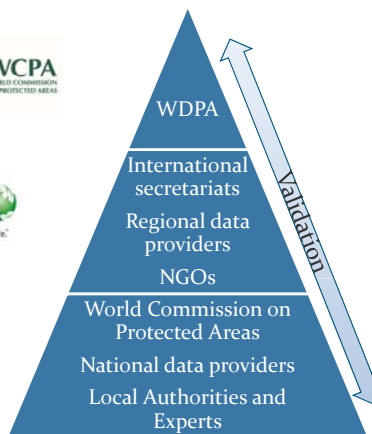 WCPA
WORLD COMMISSION
PROTECTED AREAS
WDPA
International
secretariats
Regional data
providers
NGOs
World Commission on
Protected Areas
National data providers
Local Authorities and
Experts
Validation